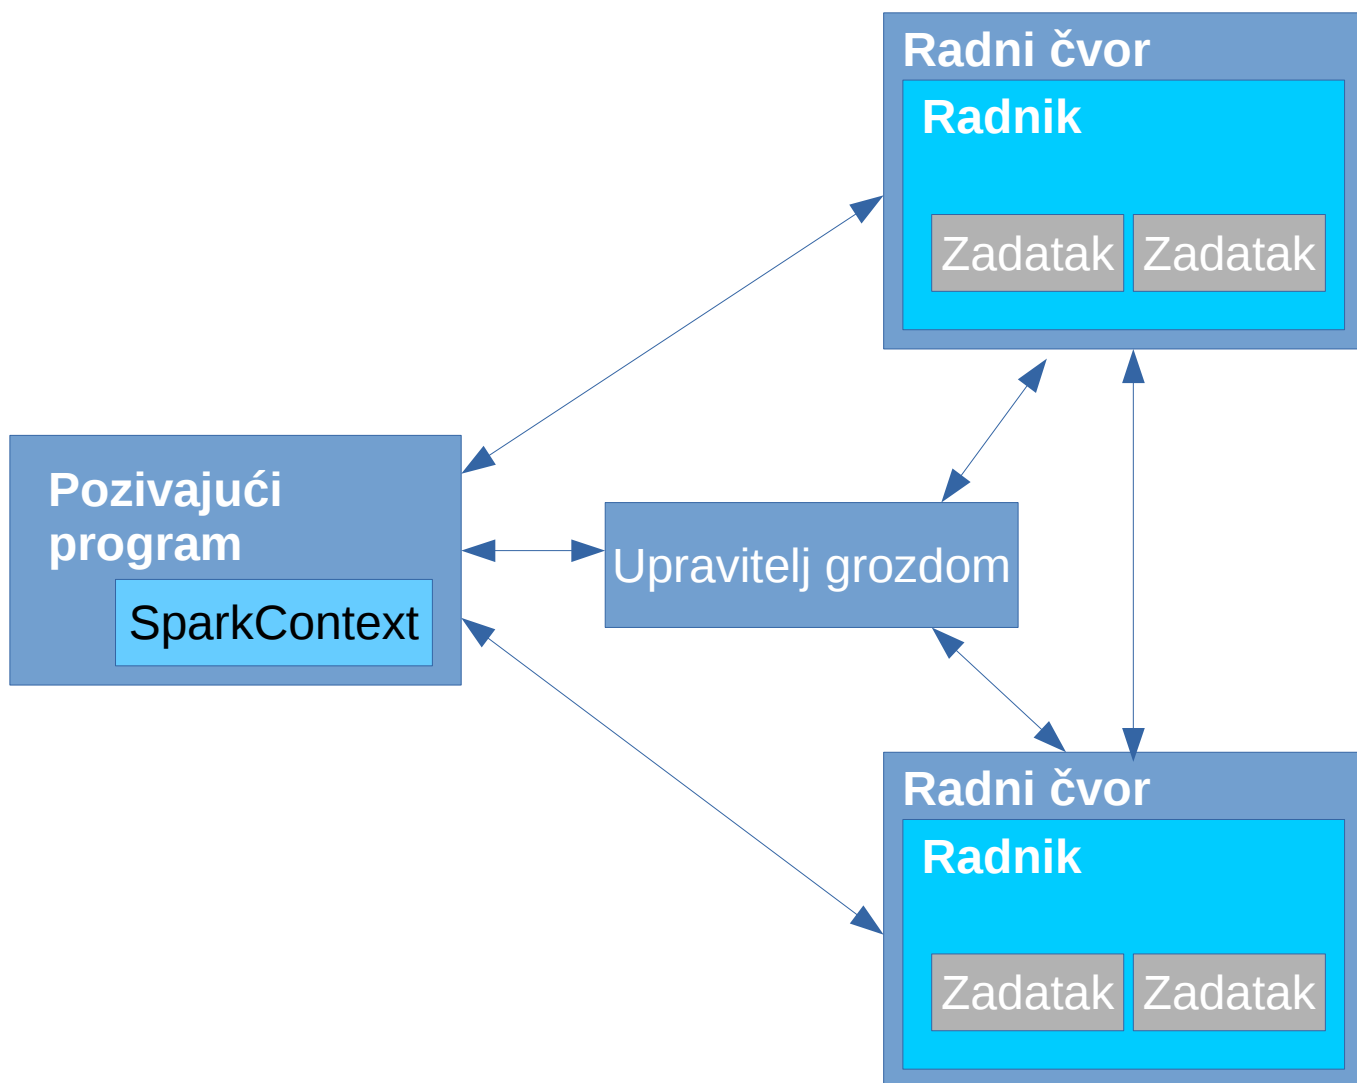 Radni čvor
Radnik
Zadatak Zadatak
Pozivajući
program
SparkContext
Upravitelj grozdom
Radni čvor
Radnik
Zadatak Zadatak